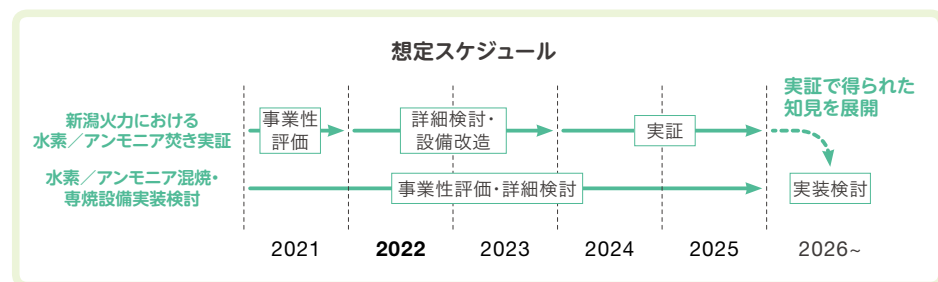 想定スケジュール
実証で得られた
知見を展開
新潟火力における
水素／アンモニア焚き実証
事業性
評価
詳細検討・
設備改造
実証
水素／アンモニア混焼・
専焼設備実装検討
事業性評価・詳細検討
実装検討
2021
2022
2023
2024
2025
2026~